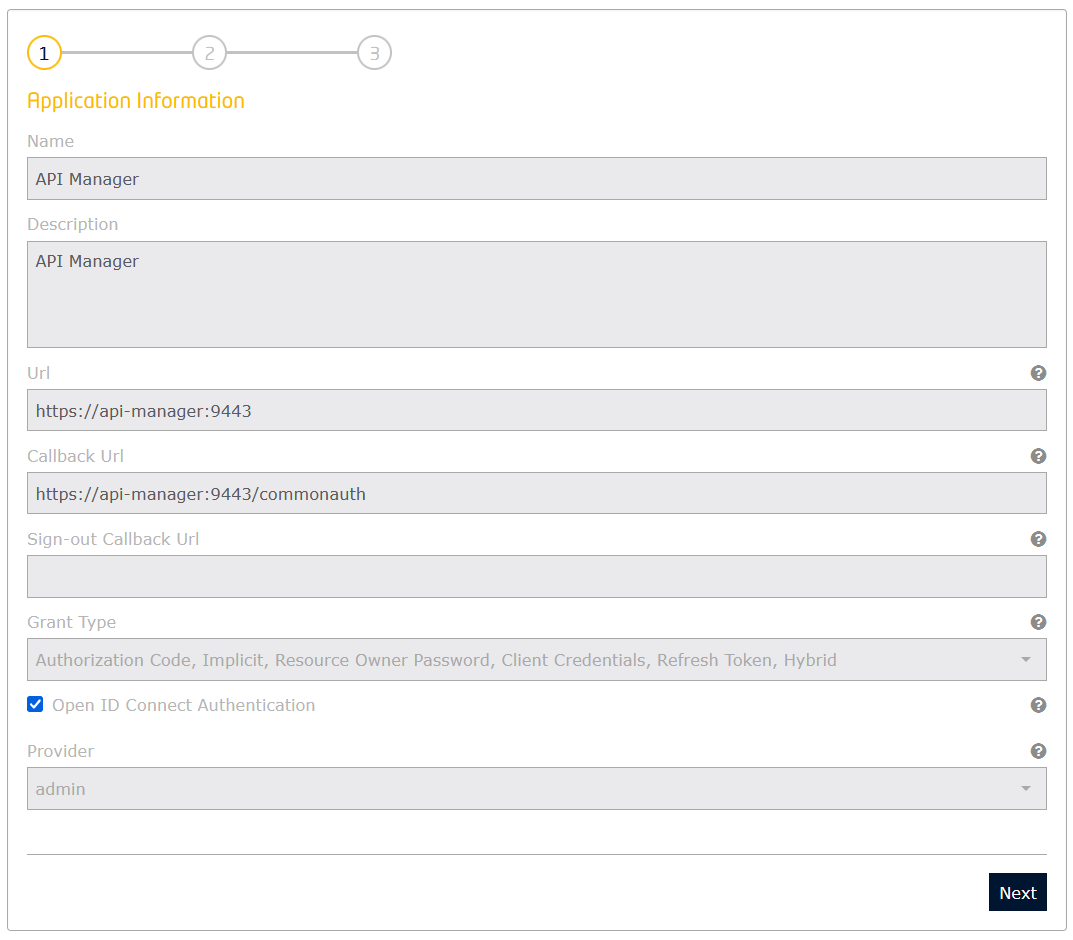 1 2 3
Application Information
Name
API Manager
Description
API Manager
Url
https://api-manager:9443
Callback Url
https://api-manager:9443/commonauth
Sign-out Callback Url
Grant Type
Authorization Code, Implicit, Resource Owner Password, Client Credentials, Refresh Token, Hybrid
Open ID Connect Authentication
Provider
admin
Next